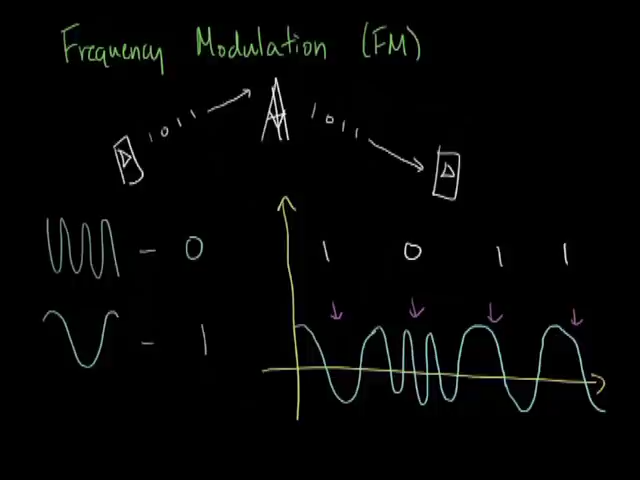 Frequency Modulation (FM)
1011 1011
– 0
1 0 1 1
– 1